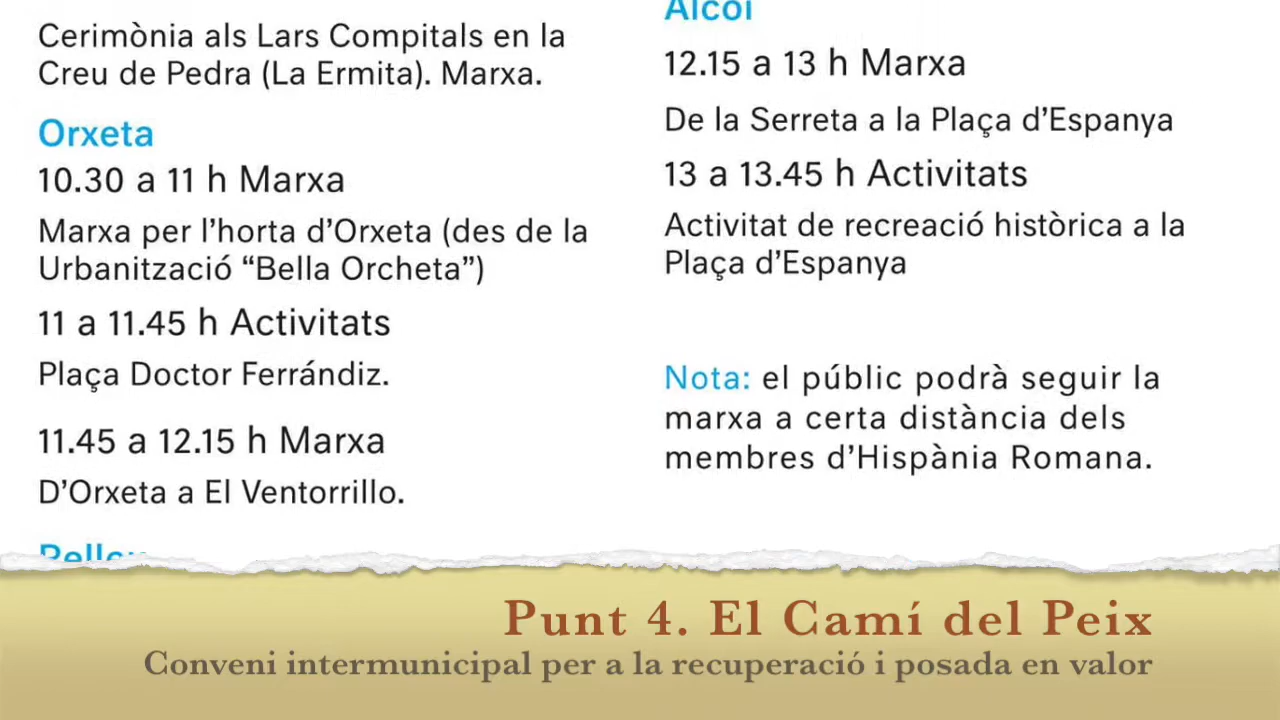 Cerimònia als Lars Compitals en la
Creu de Pedra (La Ermita). Marxa.
Orxeta
10.30 a 11 h Marxa
Marxa per l’horta d’Orxeta (des de la
Urbanització “Bella Orcheta”)
11 a 11.45 h Activitats
Plaça Doctor Ferrándiz.
11.45 a 12.15 h Marxa
D’Orxeta a El Ventorrillo.
Alcoi
12.15 a 13 h Marxa
De la Serreta a la Plaça d’Espanya
13 a 13.45 h Activitats
Activitat de recreació històrica a la
Plaça d’Espanya
Nota: el públic podrà seguir la
marxa a certa distància dels
membres d’Hispània Romana.
Punt 4. El Camí del Peix
Conveni intermunicipal per a la recuperació i posada en valor